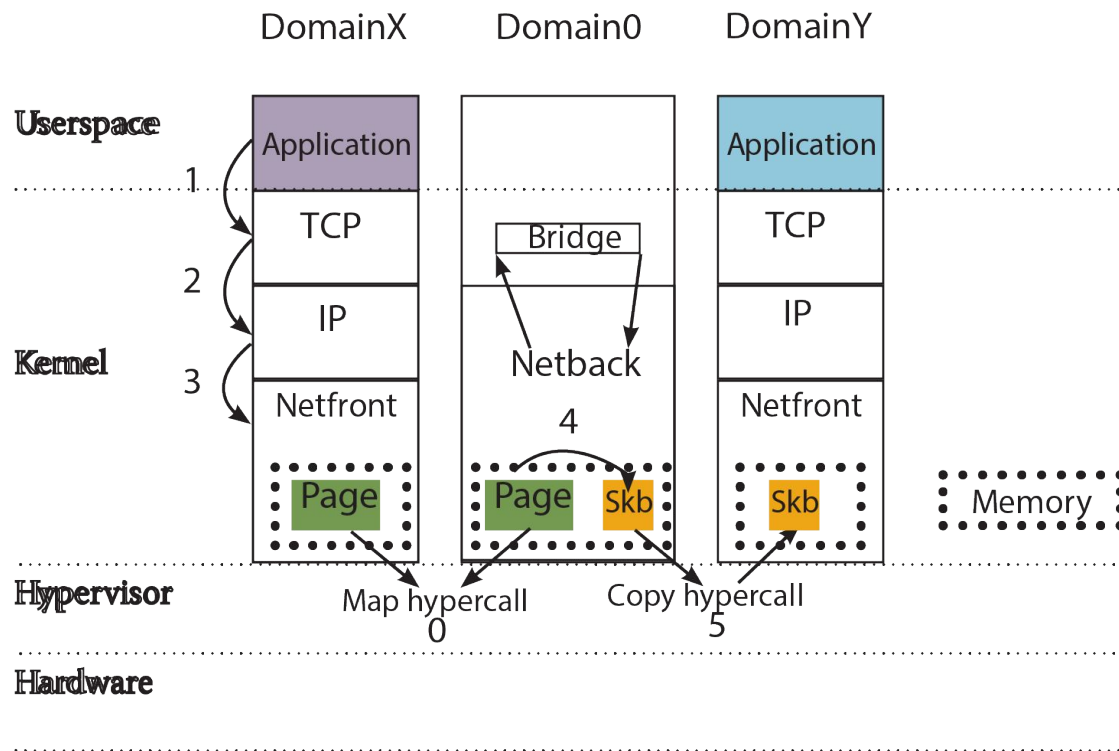 DomainX Domain0 DomainY
Userspace
Application
Application
1
TCP
TCP
Bridge
2
IP
IP
Kernel
Netback
3
Netfront
Netfront
4
Page
Page
Skb
Skb
Memory
Hypervisor
Map hypercall
Copy hypercall
0
5
Hardware